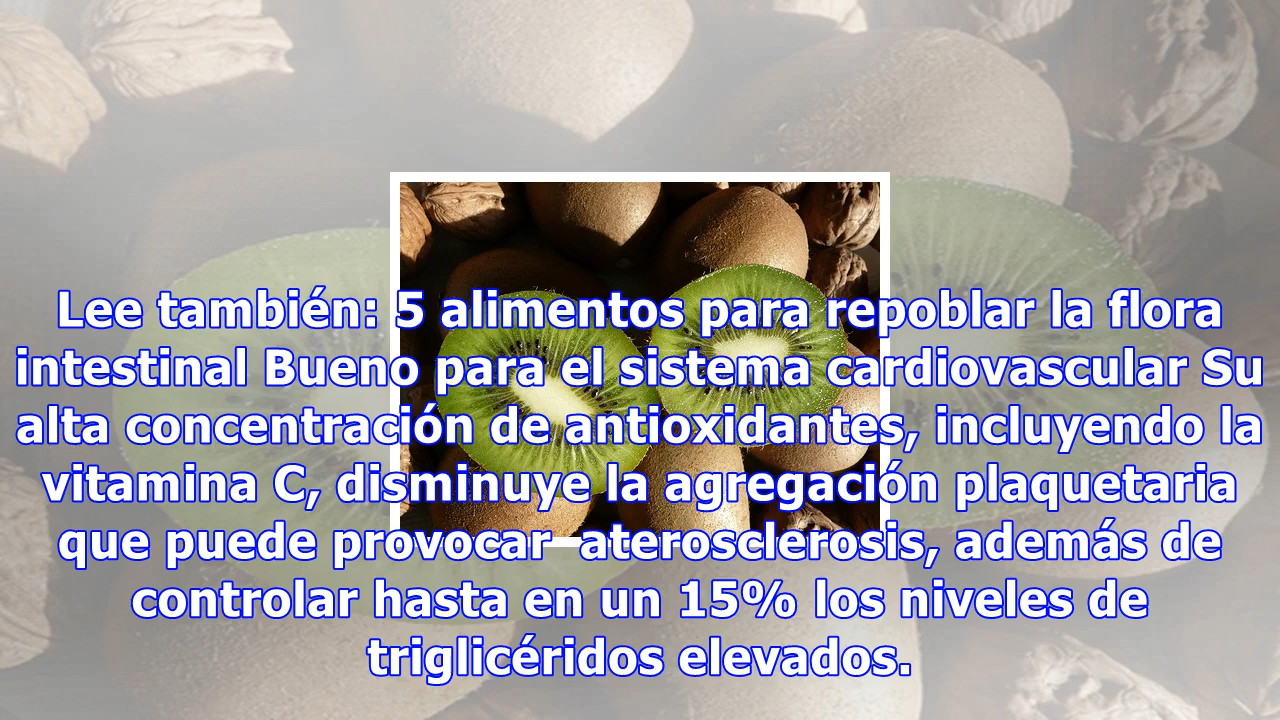 Lee también: 5 alimentos para repoblar la flora
intestinal Bueno para el sistema cardiovascular Su
alta concentración de antioxidantes, incluyendo la
vitamina C, disminuye la agregación plaquetaria
que puede provocar  aterosclerosis, además de
controlar hasta en un 15% los niveles de
triglicéridos elevados.